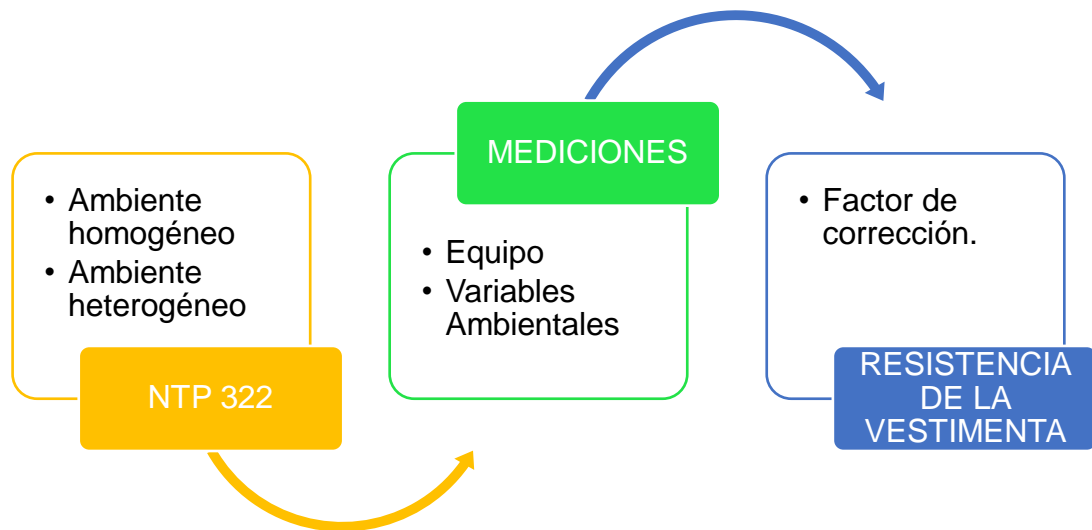 • Ambiente
homogéneo
• Ambiente
heterogéneo
NTP 322
MEDICIONES
• Equipo
• Variables
Ambientales
• Factor de
corrección.
RESISTENCIA
DE LA
VESTIMENTA